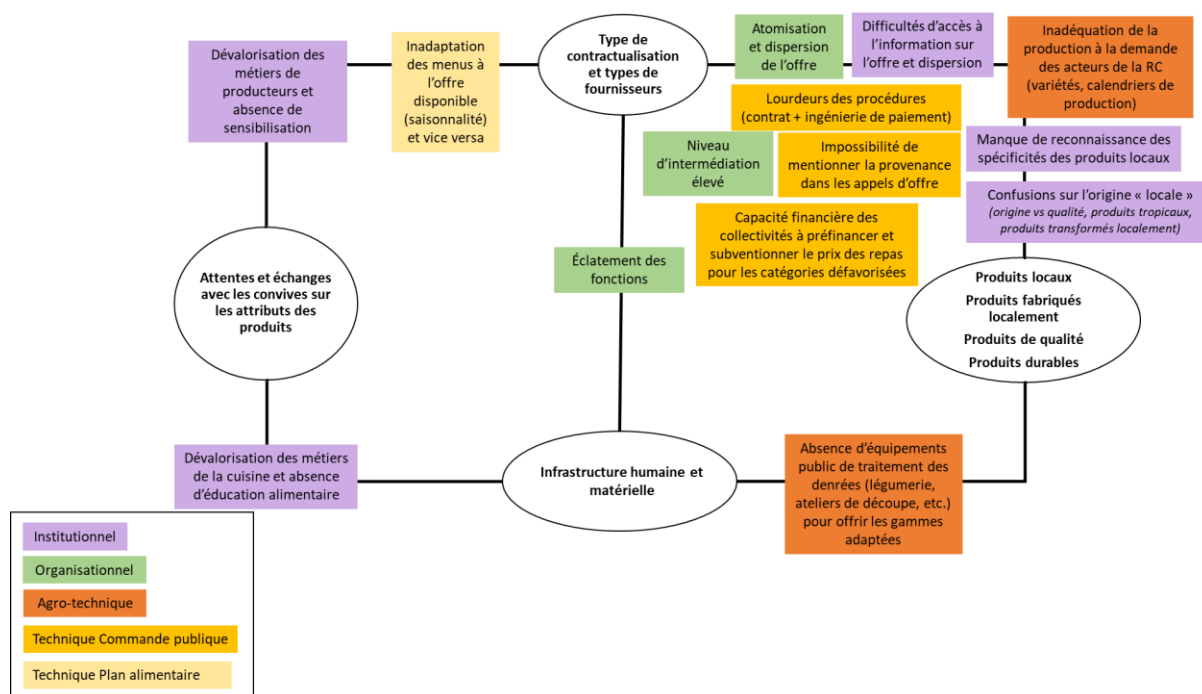 Dévalorisation des
métiers de
producteurs et
absence de
sensibilisation
Inadaptation
des menus à
l'offre
disponible
(saisonnalité)
et vice versa
Type de
contractualisation
et types de
fournisseurs
Atomisation
et dispersion
de l'offre
Difficultés d'accès à
l'information sur
l'offre et dispersion
Inadéquation de la
production à la demande
des acteurs de la RC
(variétés, calendriers de
production)
Lourdeurs des procédures
(contrat + ingénierie de paiement)
Niveau
d'intermédiation
élevé
Impossibilité de
mentionner la provenance
dans les appels d'offre
Manque de reconnaissance des
spécificités des produits locaux
Confusions sur l'origine « locale »
(origine vs qualité, produits tropicaux,
produits transformés localement)
Capacité financière des
collectivités à préfinancer et
subventionner le prix des repas
pour les catégories défavorisées
Éclatement des
fonctions
Attentes et échanges
avec les convives sur
les attributs des
produits
Produits locaux
Produits fabriqués
localement
Produits de qualité
Produits durables
Dévalorisation des métiers
de la cuisine et absence
d'éducation alimentaire
Infrastructure humaine et
matérielle
Absence d'équipements
public de traitement des
denrées (légumerie,
ateliers de découpe, etc.)
pour offrir les gammes
adaptées
Institutionnel
Organisationnel
Agro-technique
Technique Commande publique
Technique Plan alimentaire